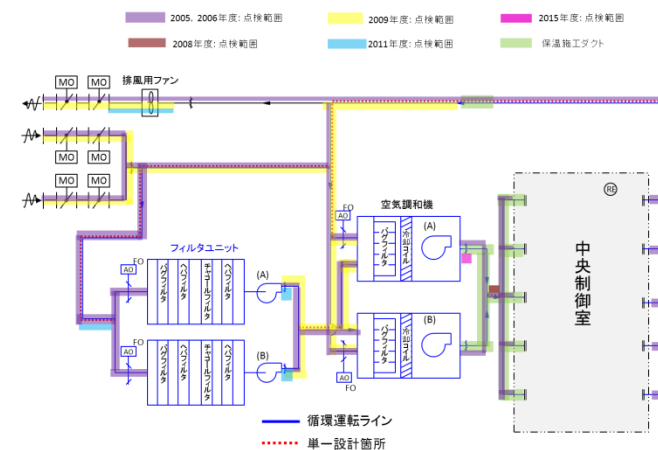 2005, 2006年度: 点検範囲
2009年度: 点検範囲
2015年度: 点検範囲
2008年度: 点検範囲
2011年度: 点検範囲
保温施工ダクト
MO
MO
排風用ファン
MO
MO
MO
MO
フィルタユニット
空気調和機
RE
FO
AO
バグフィルタ
冷却コイル
(A)
中央制御室
FO
AO
バグフィルタ
ヘパフィルタ
チャコールフィルタ
ヘパフィルタ
(A)
FO
AO
バグフィルタ
ヘパフィルタ
チャコールフィルタ
ヘパフィルタ
(B)
バグフィルタ
冷却コイル
(B)
AO
FO
循環運転ライン
単一設計箇所